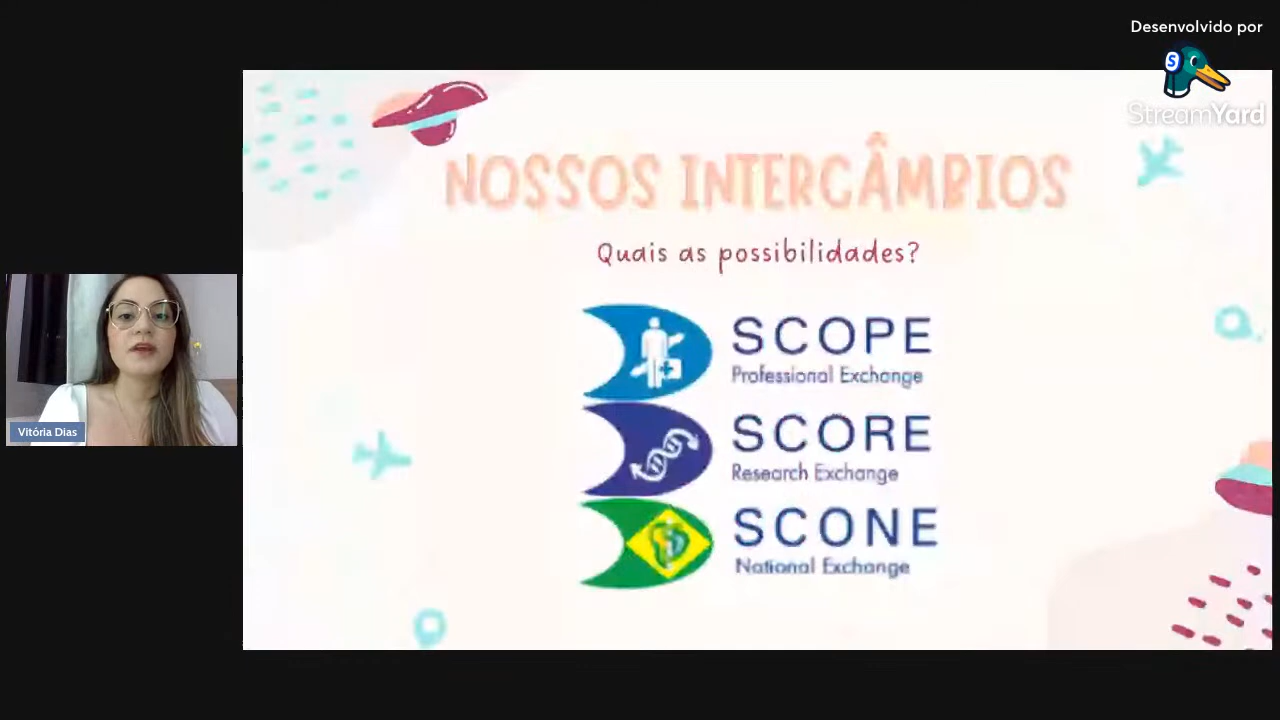 Desenvolvido por
S
StreamYard
NOSSOS INTERCÂMBIOS
Quais as possibilidades?
SCOPE
Professional Exchange
SCORE
Research Exchange
SCONE
National Exchange
Vitória Dias